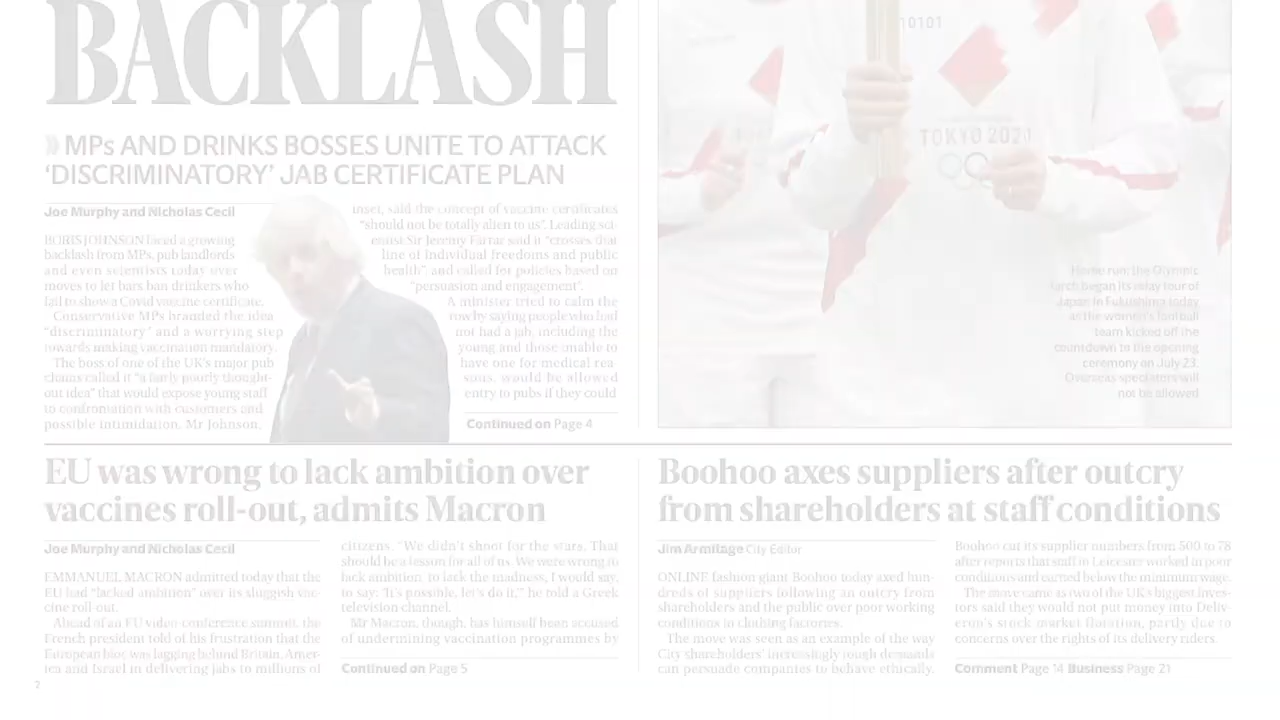 BACKLASH
» MPs AND DRINKS BOSSES UNITE TO ATTACK
‘DISCRIMINATORY’ JAB CERTIFICATE PLAN
Joe Murphy and Nicholas Cecil
BORIS JOHNSON faced a growing
backlash from MPs, pub landlords
and even scientists today over
moves to let bars ban drinkers who
fail to show a Covid vaccine certificate.
Conservative MPs branded the idea
“discriminatory” and a worrying step
towards making vaccination mandatory.
The boss of one of the UK’s major pub
chains called it “a fairly poorly thought-
out idea” that would expose young staff
to confrontation with customers and
possible intimidation. Mr Johnson,
inset, said the concept of vaccine certificates
“should not be totally alien to us”. Leading sci-
entist Sir Jeremy Farrar said it “crosses that
line of individual freedoms and public
health”, and called for policies based on
“persuasion and engagement”.
A minister tried to calm the
row by saying people who had
not had a jab, including the
young and those unable to
have one for medical rea-
sons, would be allowed
entry to pubs if they could
Continued on Page 4
10101
TOKYO 2020
Home run: the Olympic
torch began its relay tour of
Japan in Fukushima today
as the women’s football
team kicked off the
countdown to the opening
ceremony on July 23.
Overseas spectators will
not be allowed
EU was wrong to lack ambition over
vaccines roll-out, admits Macron
Joe Murphy and Nicholas Cecil
EMMANUEL MACRON admitted today that the
EU had “lacked ambition” over its sluggish vac-
cine roll-out.
Ahead of an EU video-conference summit, the
French president told of his frustration that the
European bloc was lagging behind Britain, Amer-
ica and Israel in delivering jabs to millions of
citizens. “We didn’t shoot for the stars. That
should be a lesson for all of us. We were wrong to
lack ambition, to lack the madness, I would say,
to say: ‘It’s possible, let’s do it,’” he told a Greek
television channel.
Mr Macron, though, has himself been accused
of undermining vaccination programmes by
Continued on Page 5
Boohoo axes suppliers after outcry
from shareholders at staff conditions
Jim Armitage City Editor
ONLINE fashion giant Boohoo today axed hun-
dreds of suppliers following an outcry from
shareholders and the public over poor working
conditions in clothing factories.
The move was seen as an example of the way
City shareholders’ increasingly tough demands
can persuade companies to behave ethically.
Boohoo cut its supplier numbers from 500 to 78
after reports that staff in Leicester worked in poor
conditions and earned below the minimum wage.
The move came as two of the UK’s biggest inves-
tors said they would not put money into Deliv-
eroo’s stock market flotation, partly due to
concerns over the rights of its delivery riders.
Comment Page 14 Business Page 21
2